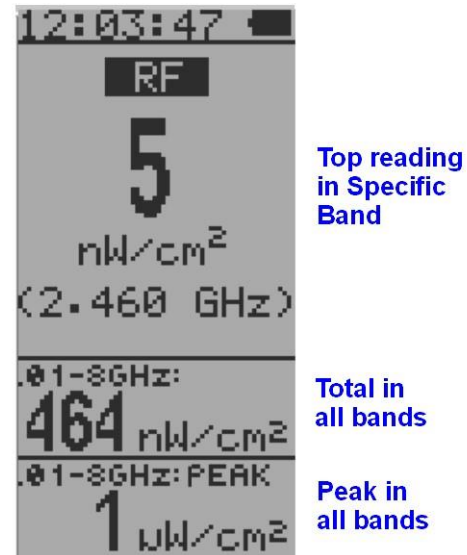 12:03:47
RF
5
nW/cm²
(2.460 GHz)
Top reading
in Specific
Band
.01-8GHz:
464 nW/cm²
Total in
all bands
.01-8GHz:PEAK
1 uW/cm²
Peak in
all bands